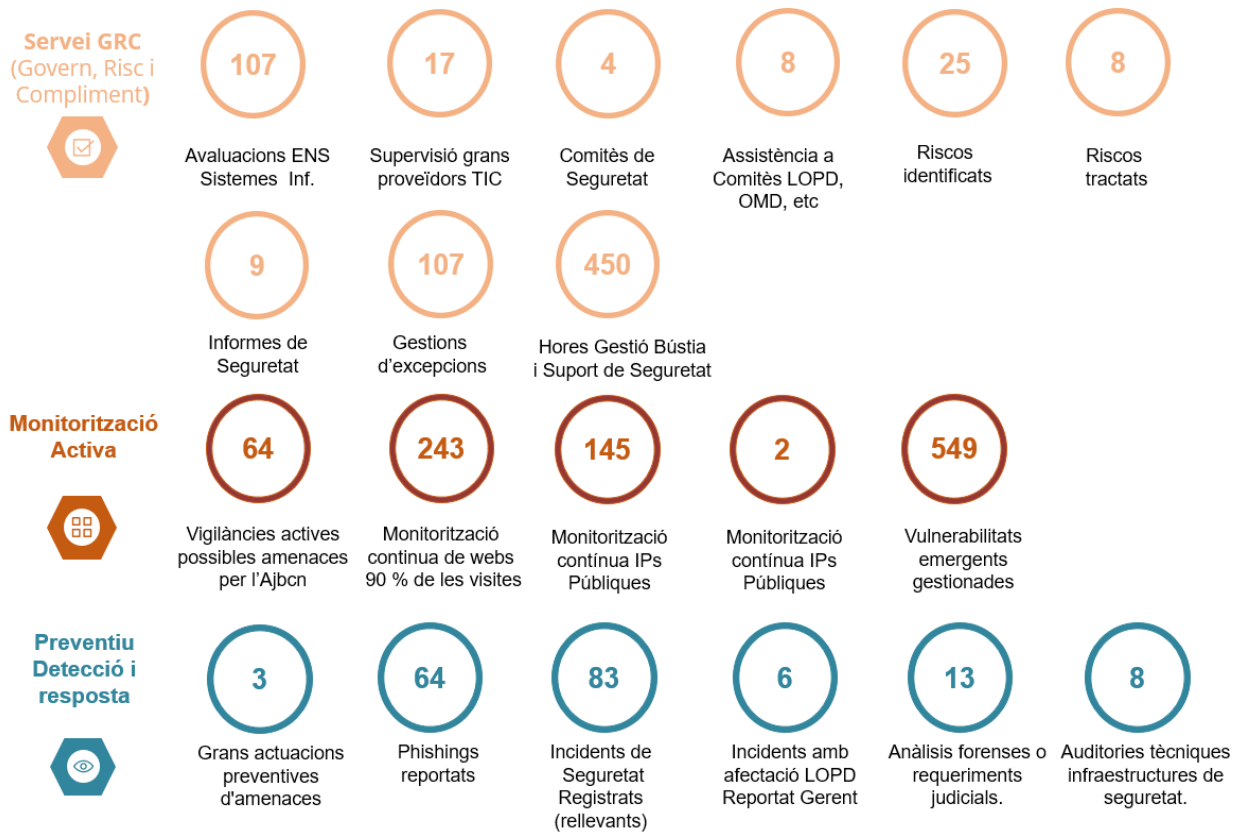 Servei GRC
(Govern, Risc i
Compliment)
107
Avaluacions ENS
Sistemes Inf.
17
Supervisió grans
proveïdors TIC
4
Comitès de
Seguretat
8
Assistència a
Comitès LOPD,
OMD, etc
25
Riscos
identificats
8
Riscos
tractats
9
Informes de
Seguretat
107
Gestions
d'excepcions
450
Hores Gestió Bústia
i Suport de Seguretat
Monitorització
Activa
64
Vigilàncies actives
possibles amenaces
per l'Ajbcn
243
Monitorització
continua de webs
90 % de les visites
145
Monitorització
contínua IPs
Públiques
2
Monitorització
contínua IPs
Públiques
549
Vulnerabilitats
emergents
gestionades
Preventiu
Detecció i
resposta
3
Grans actuacions
preventives
d'amenaces
64
Phishings
reportats
83
Incidents de
Seguretat
Registrats
(rellevants)
6
Incidents amb
afectació LOPD
Reportat Gerent
13
Anàlisis forenses o
requeriments
judicials.
8
Auditories tècniques
infraestructures de
seguretat.